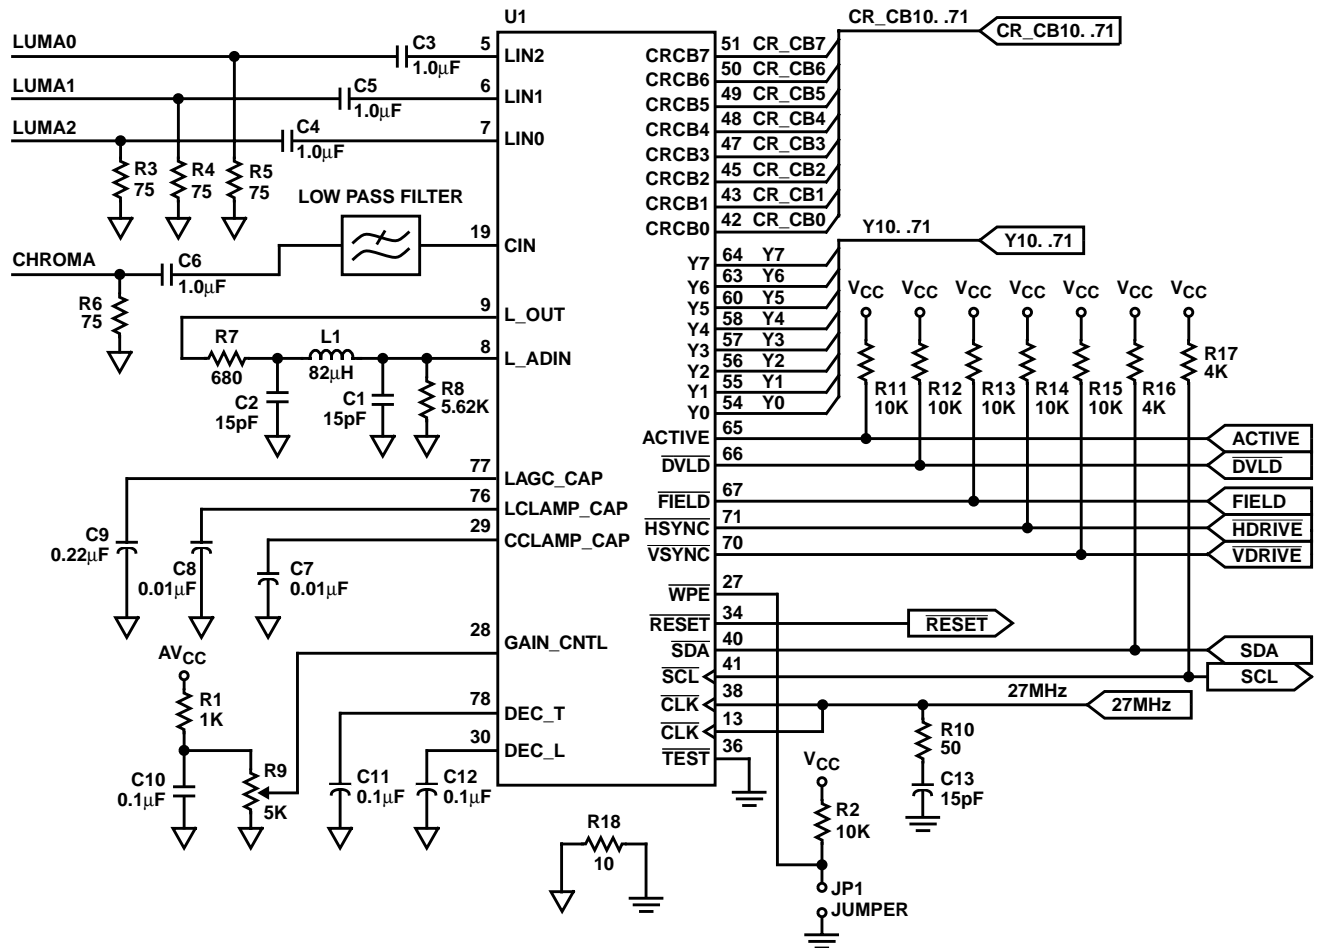 U1
LUMA0
C3
1.0μF
5
LIN2
LUMA1
C5
1.0μF
6
LIN1
LUMA2
C4
1.0μF
7
LIN0
R3
75
R4
75
R5
75
LOW PASS FILTER
19
CIN
CHROMA
C6
1.0μF
R6
75
9
L_OUT
R7
680
L1
82μH
8
L_ADIN
C2
15pF
C1
15pF
R8
5.62K
77
LAGC_CAP
76
LCLAMP_CAP
29
CCLAMP_CAP
C9
0.22μF
C8
0.01μF
C7
0.01μF
28
GAIN_CNTL
AVCC
R1
1K
78
DEC_T
30
DEC_L
C10
0.1μF
R9
5K
C11
0.1μF
C12
0.1μF
R18
10
CR_CB10. .71
CR_CB10. .71
CRCB7 51 CR_CB7
CRCB6 50 CR_CB6
CRCB5 49 CR_CB5
CRCB4 48 CR_CB4
CRCB3 47 CR_CB3
CRCB2 45 CR_CB2
CRCB1 43 CR_CB1
CRCB0 42 CR_CB0
Y10. .71
Y10. .71
Y7 64 Y7
Y6 63 Y6
Y5 60 Y5
Y4 58 Y4
Y3 57 Y3
Y2 56 Y2
Y1 55 Y1
Y0 54 Y0
VCC VCC VCC VCC VCC VCC VCC
R11
10K
R12
10K
R13
10K
R14
10K
R15
10K
R16
4K
R17
4K
ACTIVE 65 ACTIVE
DVLD 66 DVLD
FIELD 67 FIELD
HSYNC 71 HDRIVE
VSYNC 70 VDRIVE
WPE 27
RESET 34 RESET
SDA 40 SDA
SCL 41 SCL
CLK 38 27MHz 27MHz
CLK 13
TEST 36
R10
50
C13
15pF
VCC
R2
10K
JP1
JUMPER